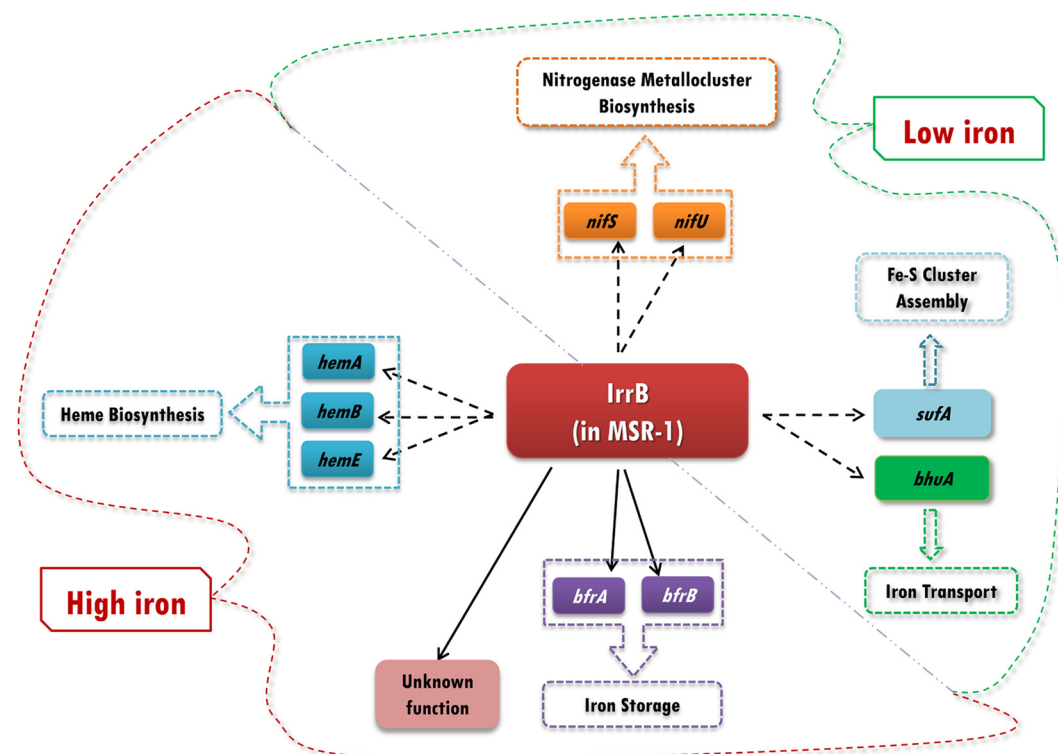 Nitrogenase Metallocluster
Biosynthesis
Low iron
nifS
nifU
Fe-S Cluster
Assembly
hemA
Heme Biosynthesis
hemB
hemE
IrrB
(in MSR-1)
sufA
bhuA
High iron
bfrA
bfrB
Iron Transport
Unknown
function
Iron Storage